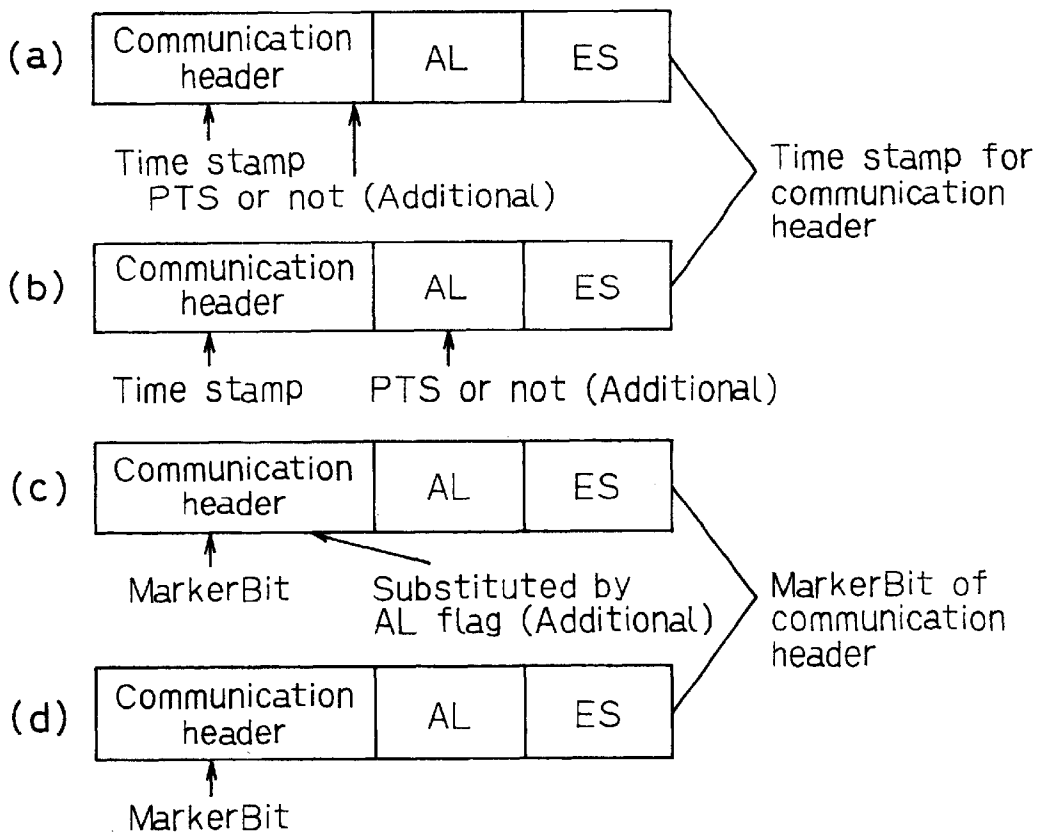 (a)
Communication
header
AL
ES
Time stamp
PTS or not (Additional)
Time stamp for
communication
header
(b)
Communication
header
AL
ES
Time stamp
PTS or not (Additional)
(c)
Communication
header
AL
ES
MarkerBit
Substituted by
AL flag (Additional)
MarkerBit of
communication
header
(d)
Communication
header
AL
ES
MarkerBit